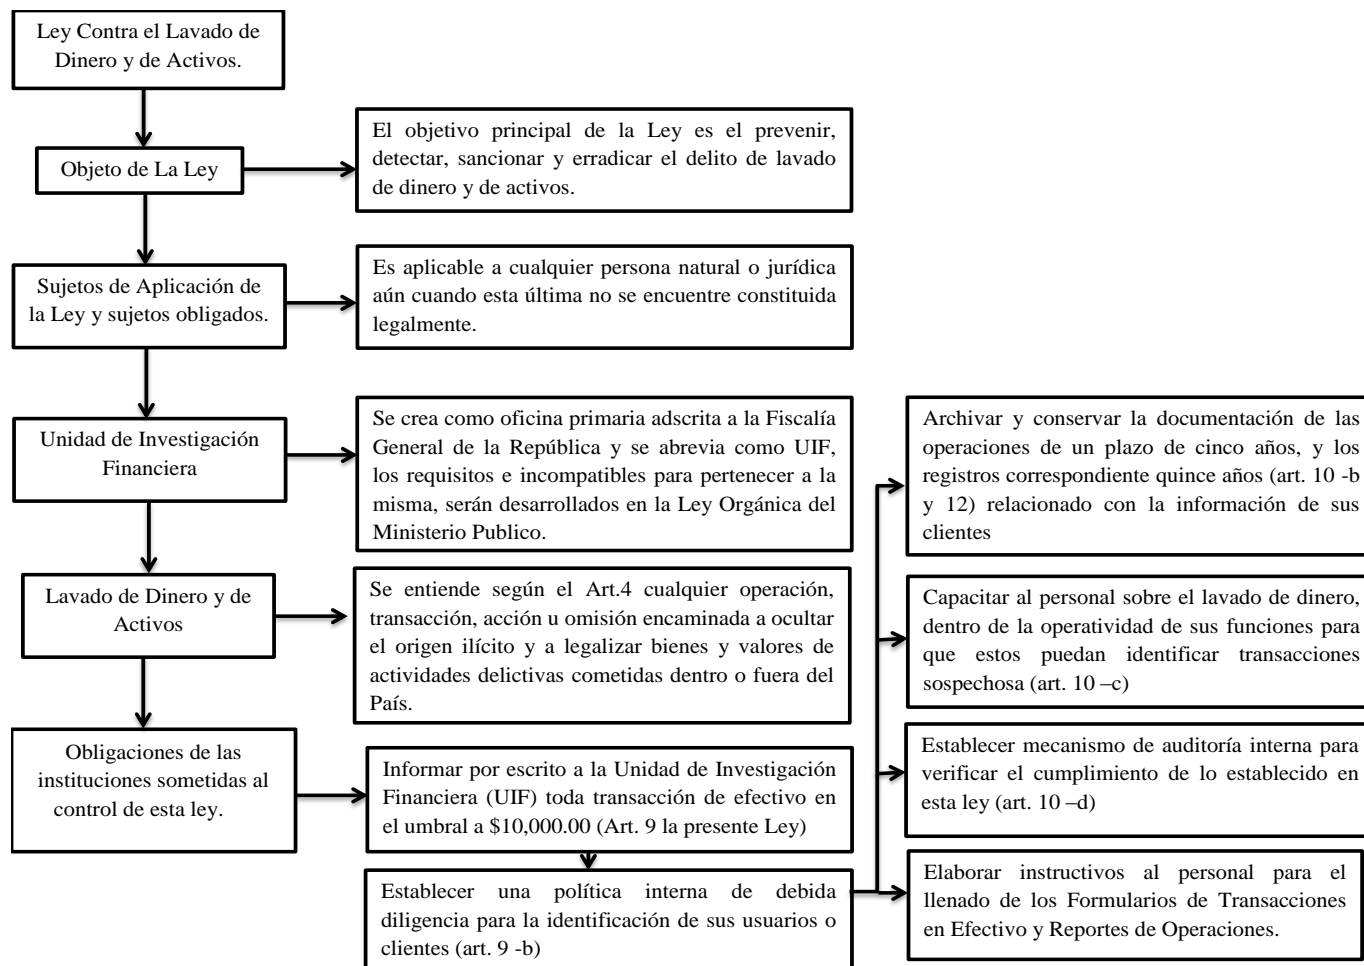 Ley Contra el Lavado de
Dinero y de Activos.
Objeto de La Ley
El objetivo principal de la Ley es el prevenir,
detectar, sancionar y erradicar el delito de lavado
de dinero y de activos.
Sujetos de Aplicación de
la Ley y sujetos obligados.
Es aplicable a cualquier persona natural o jurídica
aún cuando esta última no se encuentre constituida
legalmente.
Unidad de Investigación
Financiera
Se crea como oficina primaria adscrita a la Fiscalía
General de la República y se abrevia como UIF,
los requisitos e incompatibles para pertenecer a la
misma, serán desarrollados en la Ley Orgánica del
Ministerio Publico.
Lavado de Dinero y de
Activos
Se entiende según el Art.4 cualquier operación,
transacción, acción u omisión encaminada a ocultar
el origen ilícito y a legalizar bienes y valores de
actividades delictivas cometidas dentro o fuera del
País.
Obligaciones de las
instituciones sometidas al
control de esta ley.
Informar por escrito a la Unidad de Investigación
Financiera (UIF) toda transacción de efectivo en
el umbral a $10,000.00 (Art. 9 la presente Ley)
Establecer una política interna de debida
diligencia para la identificación de sus usuarios o
clientes (art. 9 -b)
Archivar y conservar la documentación de las
operaciones de un plazo de cinco años, y los
registros correspondiente quince años (art. 10 -b
y 12) relacionado con la información de sus
clientes
Capacitar al personal sobre el lavado de dinero,
dentro de la operatividad de sus funciones para
que estos puedan identificar transacciones
sospechosa (art. 10 –c)
Establecer mecanismo de auditoría interna para
verificar el cumplimiento de lo establecido en
esta ley (art. 10 –d)
Elaborar instructivos al personal para el
llenado de los Formularios de Transacciones
en Efectivo y Reportes de Operaciones.